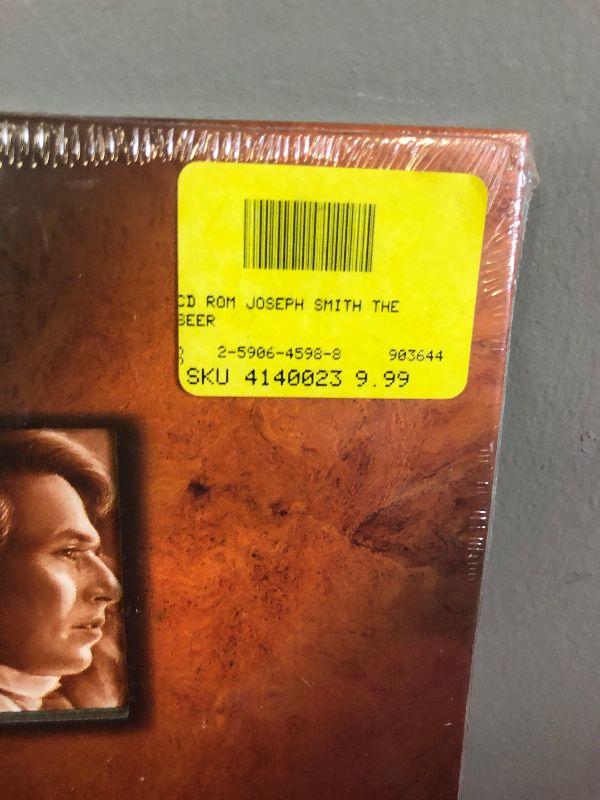 CD ROM JOSEPH SMITH THE
SEER
2-5906-4598-8 903644
SKU 4140023 9.99